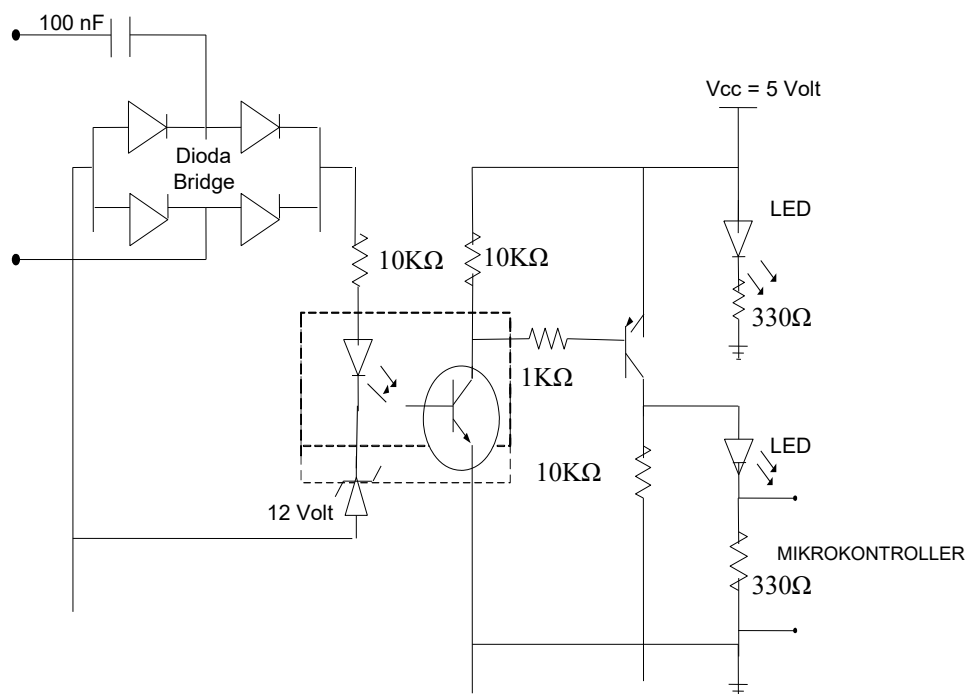 100 nF
Vcc = 5 Volt
Dioda
Bridge
LED
10KΩ
10KΩ
330Ω
1KΩ
LED
10KΩ
12 Volt
MIKROKONTROLLER
330Ω